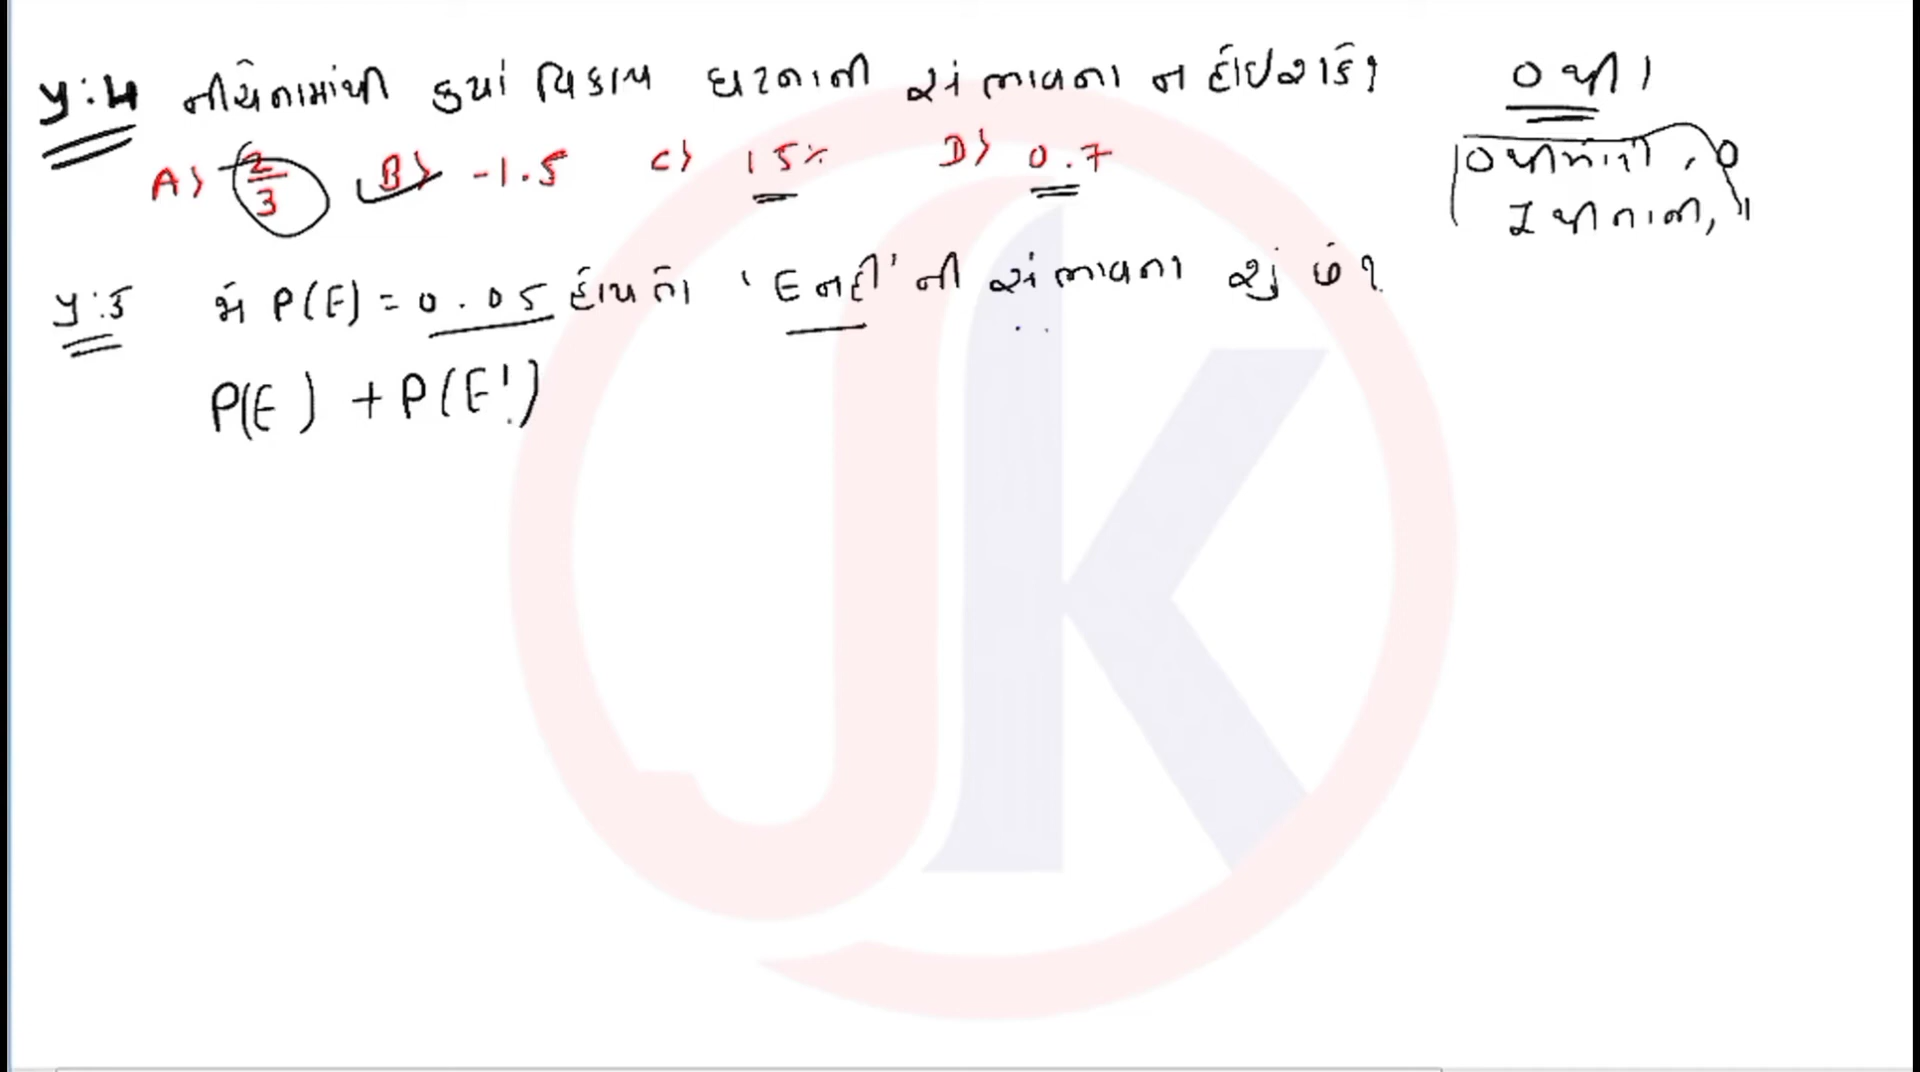 પ્ર:4 નીચેનામાંથી ક્યાં વિકલ્પ ઘટનાની સંભાવના ન હોઈ શકે?
0 થી 1
A) 2/3 B) -1.5 C) 15% D) 0.7
0 થી મોટી, 0
1 થી નાની, 1
પ્ર:5 જો P(E) = 0.05 હોય તો 'E નહી' ની સંભાવના શું છે?
P(E) + P(E')
JK